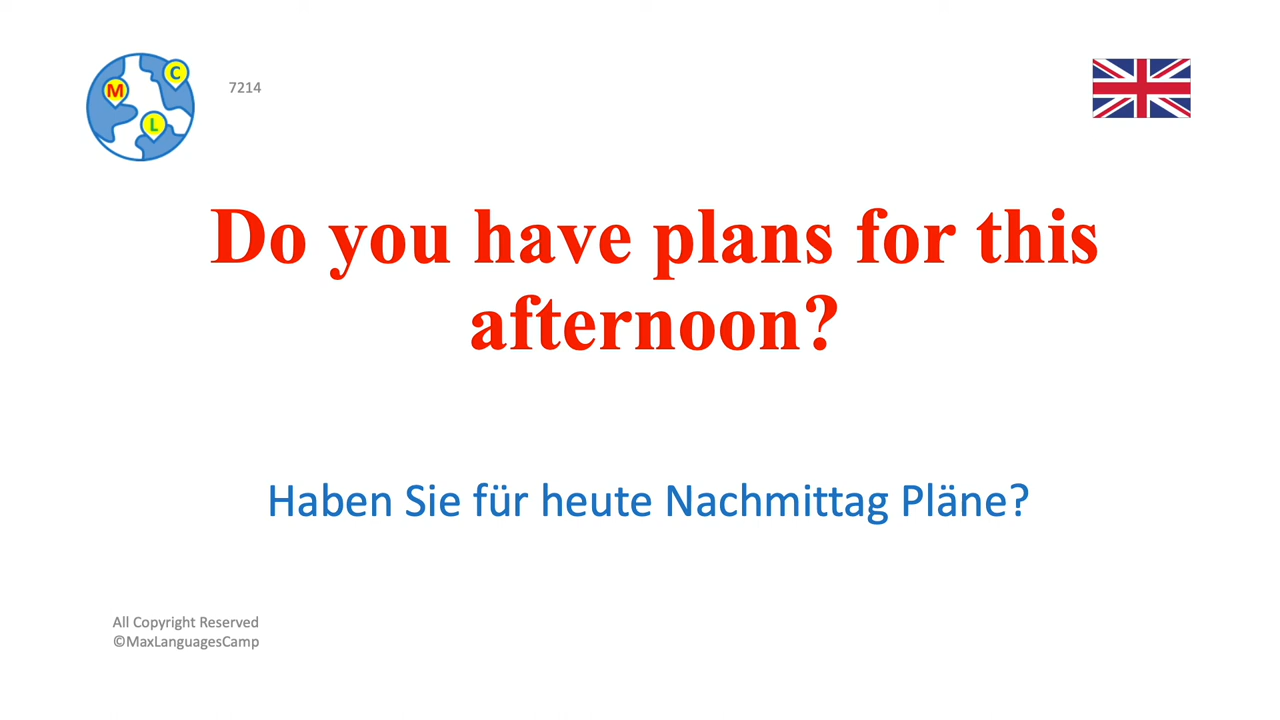 M
C
L
7214
Do you have plans for this
afternoon?
Haben Sie für heute Nachmittag Pläne?
All Copyright Reserved
©MaxLanguagesCamp